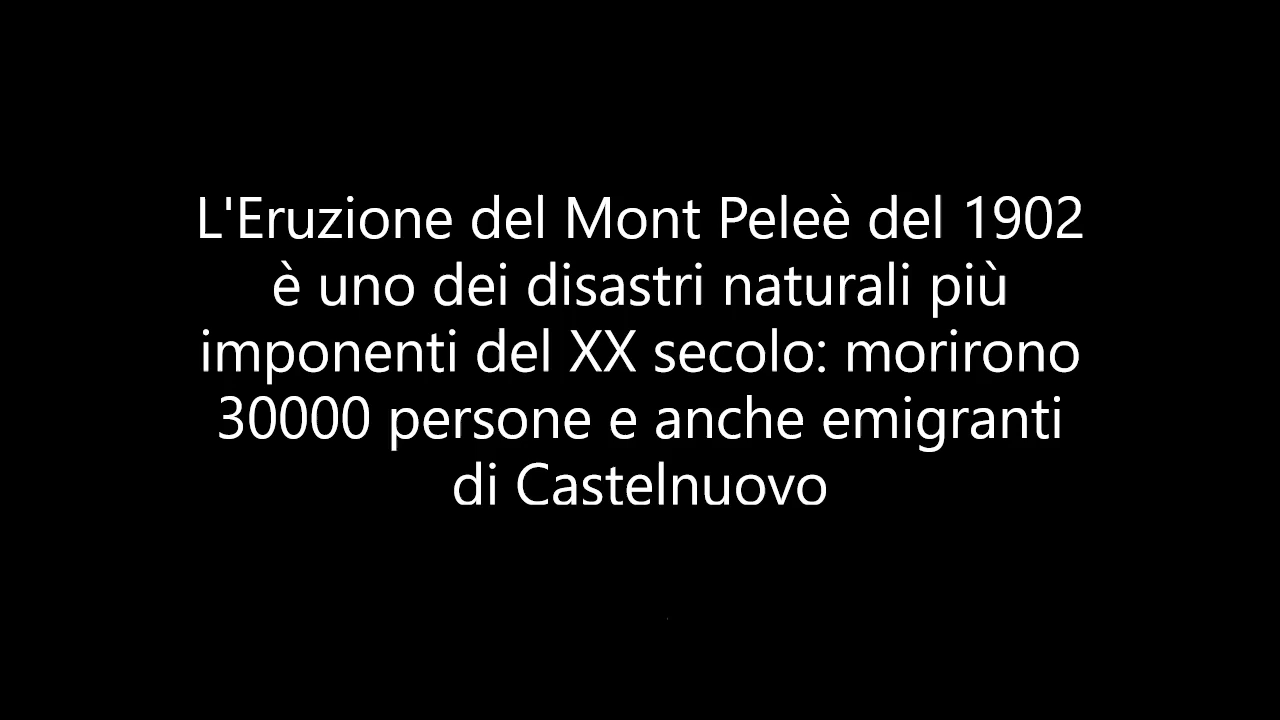 L'Eruzione del Mont Peleè del 1902
è uno dei disastri naturali più
imponenti del XX secolo: morirono
30000 persone e anche emigranti
di Castelnuovo